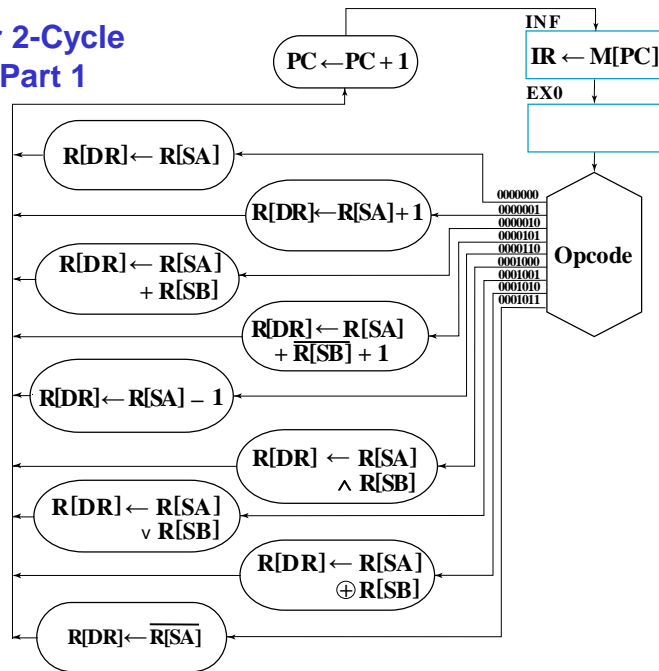 r 2-Cycle
Part 1
INF
PC ← PC + 1
IR ← M[PC]
EX0
R[DR] ← R[SA]
0000000
R[DR] ← R[SA] + 1
0000001
0000010
0000101
0000110
0001000
0001001
0001010
0001011
Opcode
R[DR] ← R[SA]
+ R[SB]
R[DR] ← R[SA]
+ R̅[̅S̅B̅]̅ + 1
R[DR] ← R[SA] – 1
R[DR] ← R[SA]
∧ R[SB]
R[DR] ← R[SA]
∨ R[SB]
R[DR] ← R[SA]
⊕ R[SB]
R[DR] ← R̅[̅S̅A̅]̅